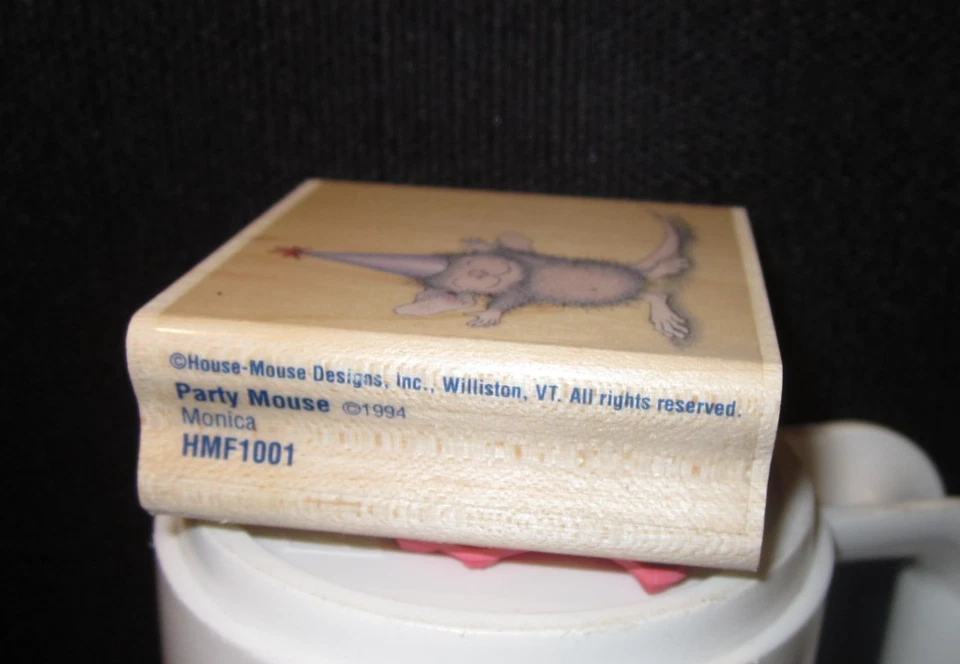 ©House-Mouse Designs, Inc., Williston, VT. All rights reserved.
Party Mouse ©1994
Monica
HMF1001